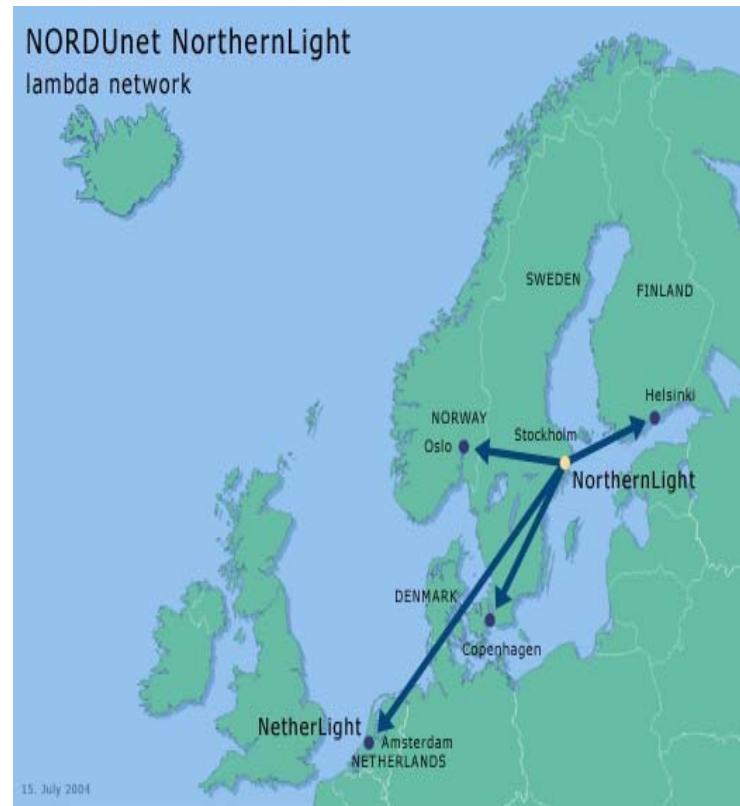 NORDUnet NorthernLight
lambda network
SWEDEN
FINLAND
Helsinki
NORWAY
Stockholm
Oslo
NorthernLight
DENMARK
Copenhagen
NetherLight
Amsterdam
NETHERLANDS
15. July 2004